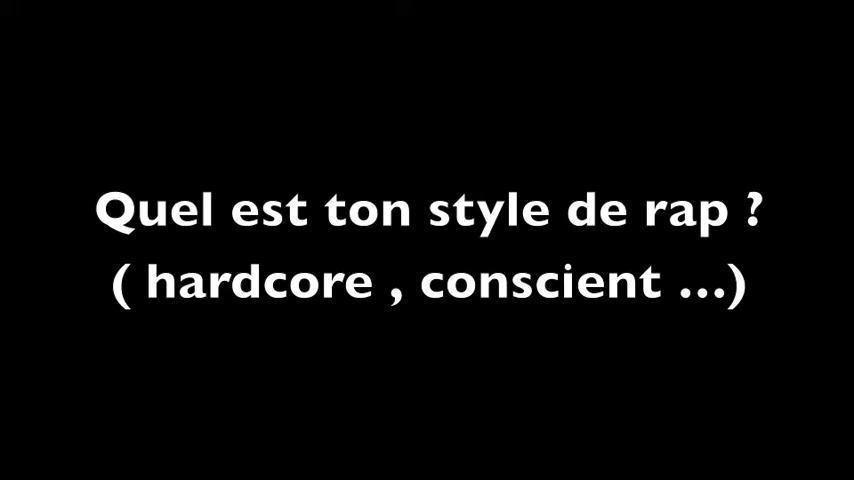 Quel est ton style de rap ?
( hardcore , conscient ...)